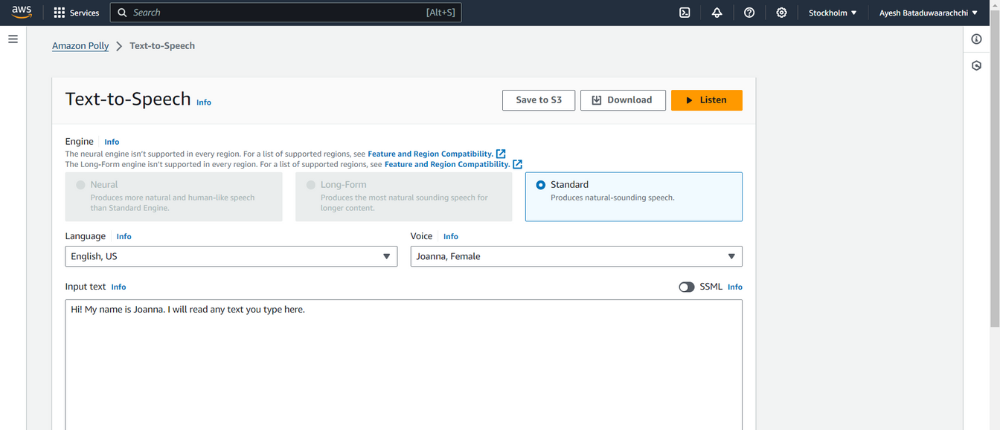 aws Services Search [Alt+S] Stockholm Ayesh Bataduwaarachchi
Amazon Polly > Text-to-Speech
Text-to-Speech Info Save to S3 Download Listen
Engine Info
The neural engine isn't supported in every region. For a list of supported regions, see Feature and Region Compatibility.
The Long-Form engine isn't supported in every region. For a list of supported regions, see Feature and Region Compatibility.
Neural
Produces more natural and human-like speech
than Standard Engine.
Long-Form
Produces the most natural sounding speech for
longer content.
Standard
Produces natural-sounding speech.
Language Info
English, US
Voice Info
Joanna, Female
Input text Info SSML Info
Hi! My name is Joanna. I will read any text you type here.